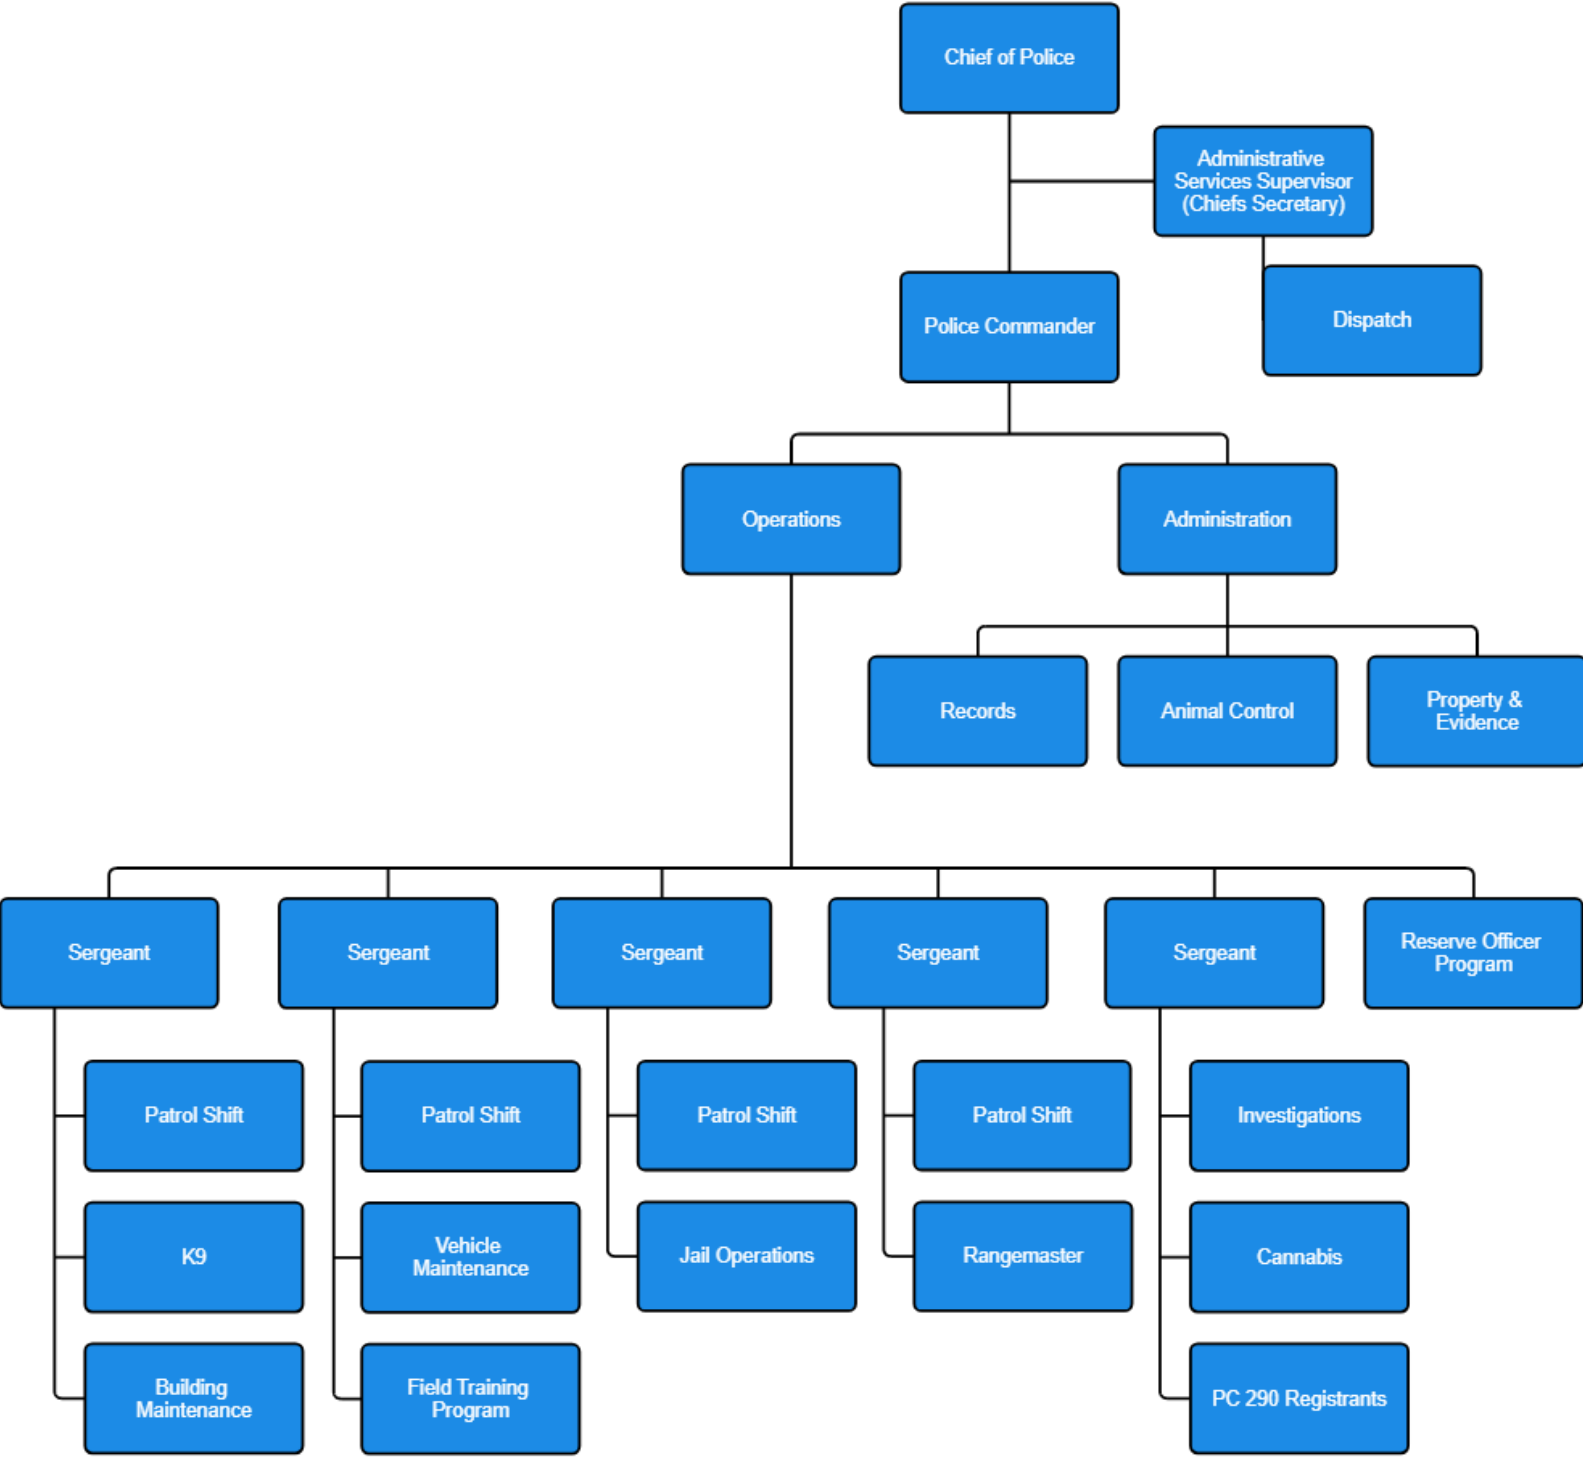 Chief of Police
Administrative
Services Supervisor
(Chiefs Secretary)
Police Commander
Dispatch
Operations
Administration
Records
Animal Control
Property &
Evidence
Sergeant
Sergeant
Sergeant
Sergeant
Sergeant
Reserve Officer
Program
Patrol Shift
Patrol Shift
Patrol Shift
Patrol Shift
Investigations
K9
Vehicle
Maintenance
Jail Operations
Rangemaster
Cannabis
Building
Maintenance
Field Training
Program
PC 290 Registrants